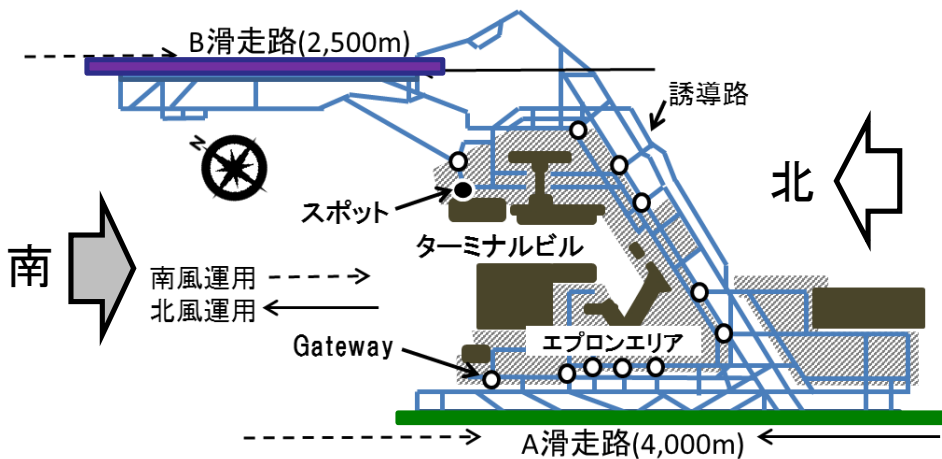 B滑走路(2,500m)
誘導路
N
北
スポット
ターミナルビル
南
南風運用
北風運用
エプロンエリア
Gateway
A滑走路(4,000m)